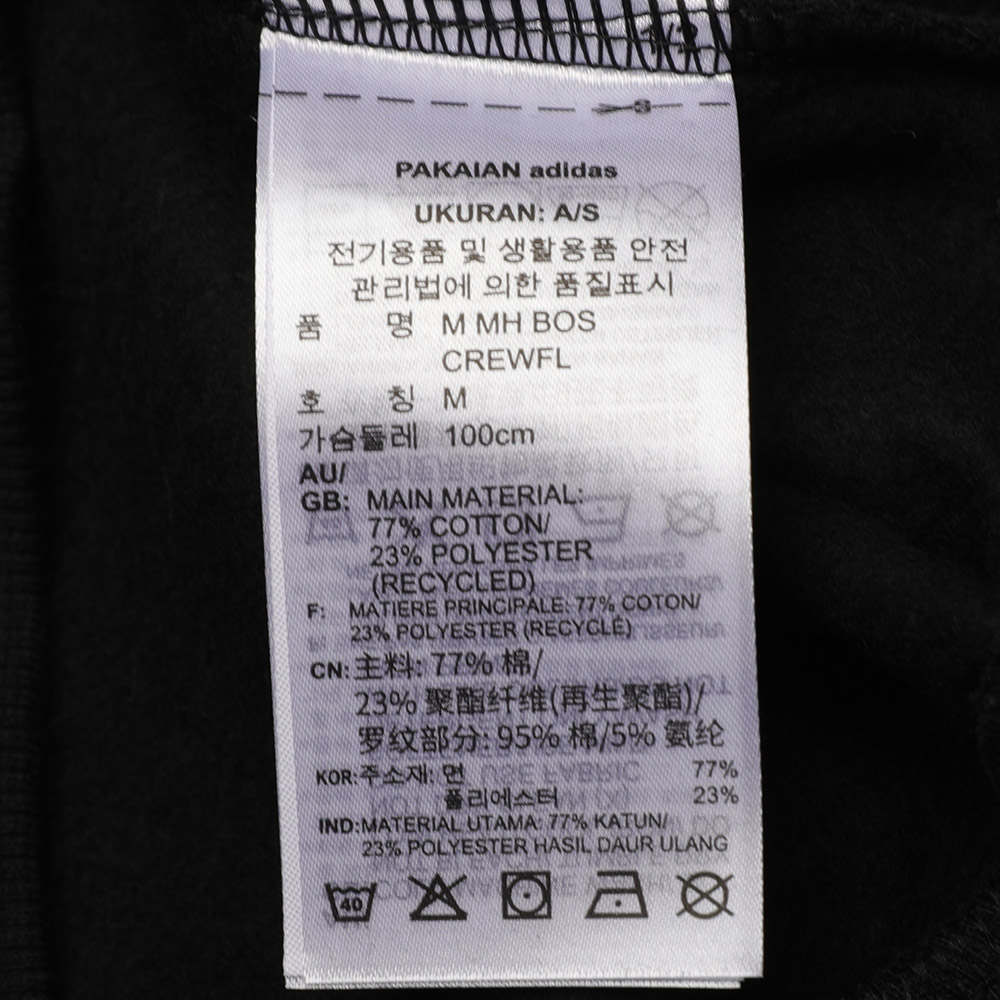 PAKAIAN adidas
UKURAN: A/S
전기용품 및 생활용품 안전
관리법에 의한 품질표시
품 명 M MH BOS
CREWFL
호 칭 M
가슴둘레 100cm
AU/
GB: MAIN MATERIAL:
77% COTTON/
23% POLYESTER
(RECYCLED)
F: MATIERE PRINCIPALE: 77% COTON/
23% POLYESTER (RECYCLÉ)
CN: 主料: 77% 棉/
23% 聚酯纤维(再生聚酯)/
罗纹部分: 95% 棉/5% 氨纶
KOR: 주소재: 면 77%
폴리에스터 23%
IND: MATERIAL UTAMA: 77% KATUN/
23% POLYESTER HASIL DAUR ULANG
40